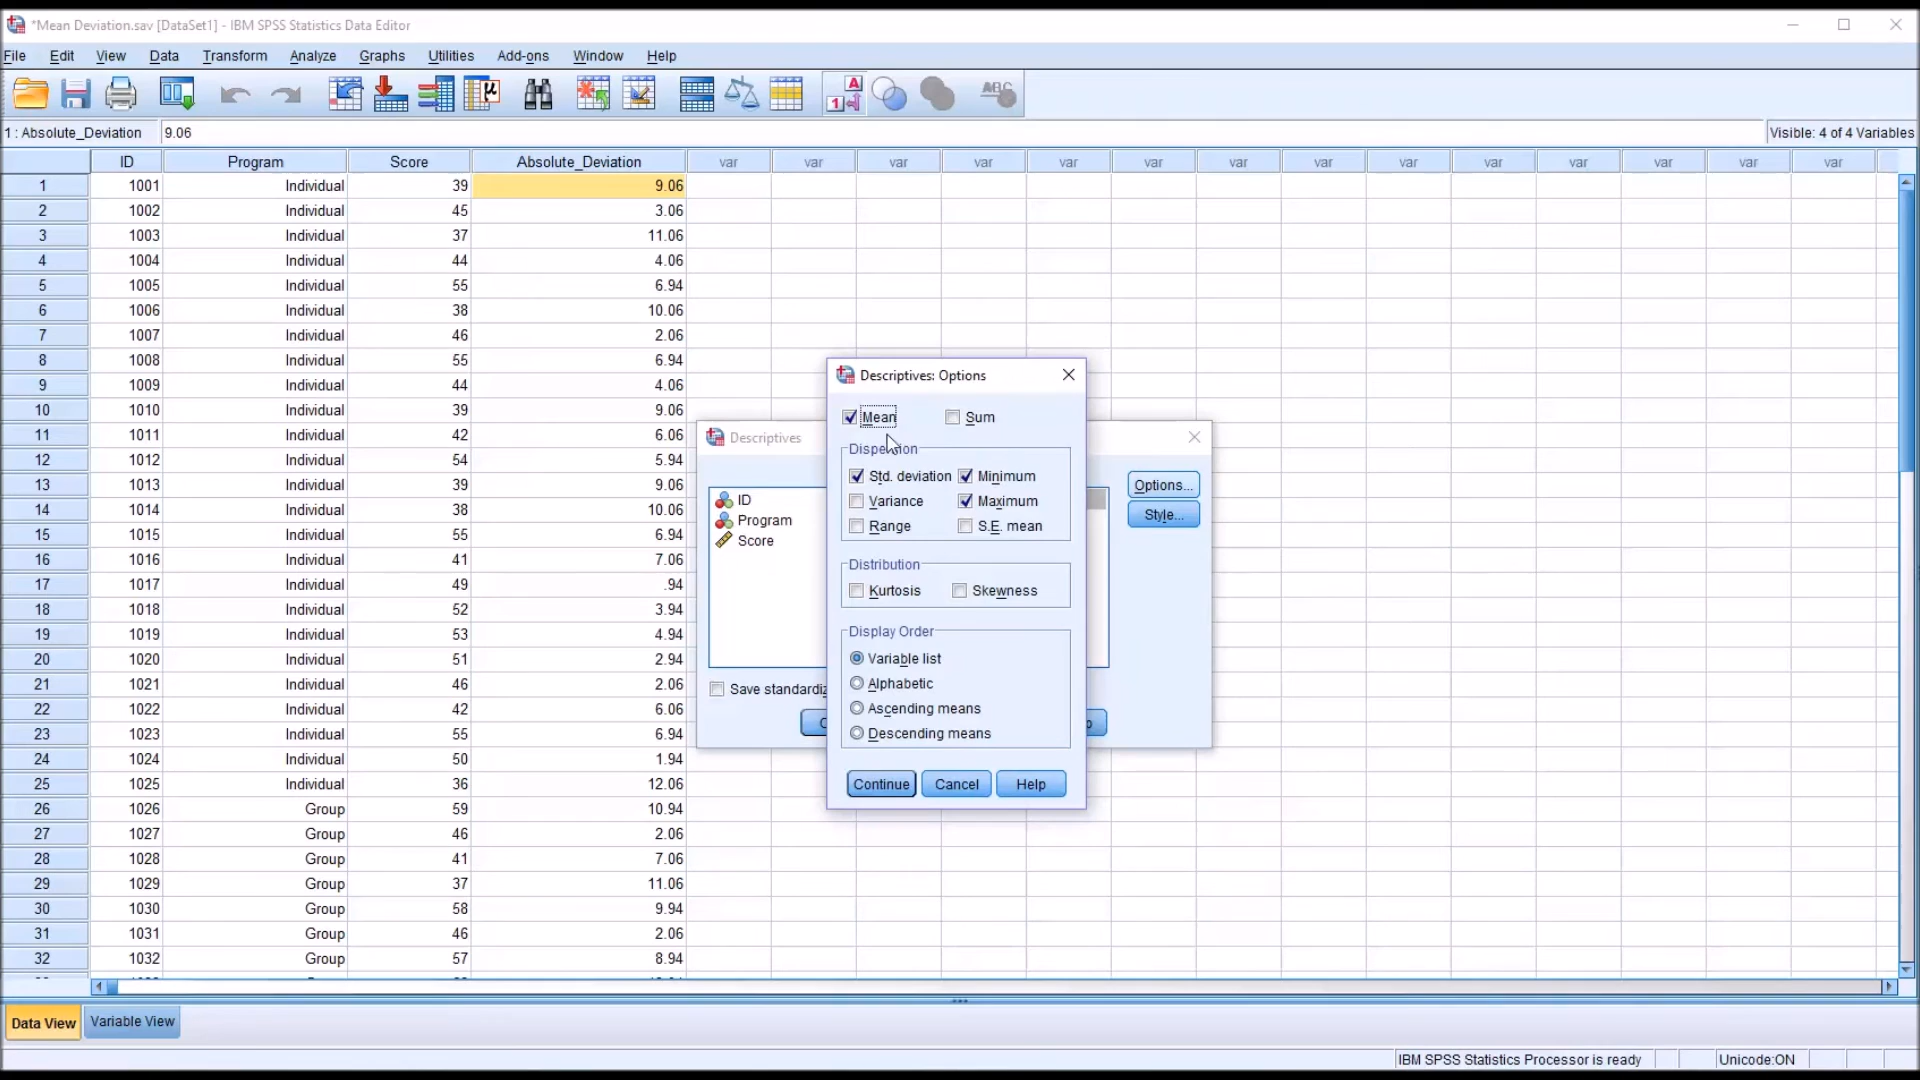 *Mean Deviation.sav [DataSet1] - IBM SPSS Statistics Data Editor
File Edit View Data Transform Analyze Graphs Utilities Add-ons Window Help
1 : Absolute_Deviation 9.06 Visible: 4 of 4 Variables
ID Program Score Absolute_Deviation var var var var var var var var var var var var var var
1 1001 Individual 39 9.06
2 1002 Individual 45 3.06
3 1003 Individual 37 11.06
4 1004 Individual 44 4.06
5 1005 Individual 55 6.94
6 1006 Individual 38 10.06
7 1007 Individual 46 2.06
8 1008 Individual 55 6.94
9 1009 Individual 44 4.06
10 1010 Individual 39 9.06
11 1011 Individual 42 6.06
12 1012 Individual 54 5.94
13 1013 Individual 39 9.06
14 1014 Individual 38 10.06
15 1015 Individual 55 6.94
16 1016 Individual 41 7.06
17 1017 Individual 49 .94
18 1018 Individual 52 3.94
19 1019 Individual 53 4.94
20 1020 Individual 51 2.94
21 1021 Individual 46 2.06
22 1022 Individual 42 6.06
23 1023 Individual 55 6.94
24 1024 Individual 50 1.94
25 1025 Individual 36 12.06
26 1026 Group 59 10.94
27 1027 Group 46 2.06
28 1028 Group 41 7.06
29 1029 Group 37 11.06
30 1030 Group 58 9.94
31 1031 Group 46 2.06
32 1032 Group 57 8.94
Descriptives
ID
Program
Score
Options...
Style...
Save standardiz
Descriptives: Options
Mean Sum
Std. deviation Minimum
Variance Maximum
Range S.E. mean
Distribution
Kurtosis Skewness
Display Order
Variable list
Alphabetic
Ascending means
Descending means
Continue Cancel Help
Data View Variable View
IBM SPSS Statistics Processor is ready Unicode:ON